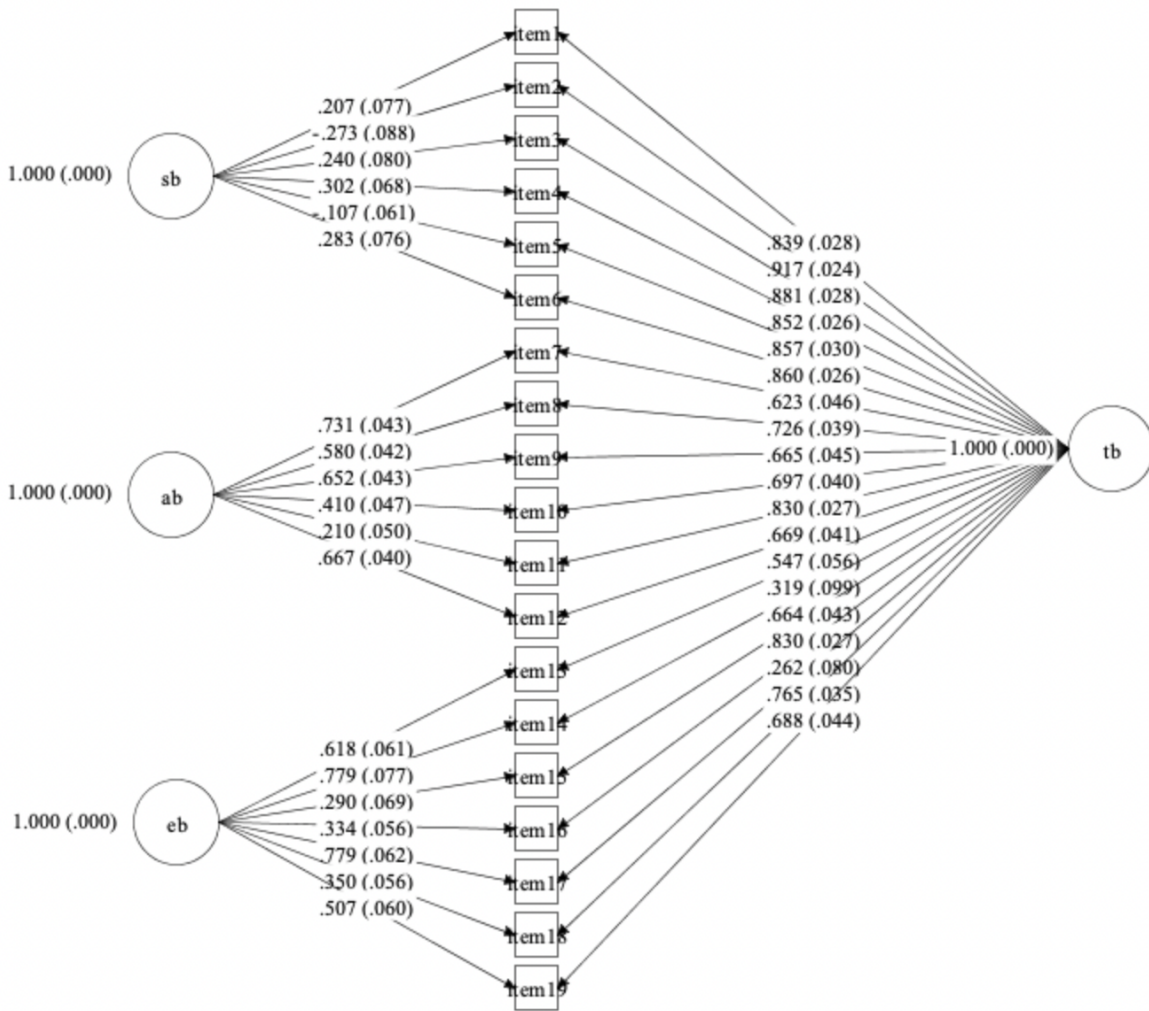 item1
item2
item3
item4
item5
item6
item7
item8
item9
item10
item11
item12
item13
item14
item15
item16
item17
item18
item19
1.000 (.000)
sb
.207 (.077)
-.273 (.088)
.240 (.080)
.302 (.068)
-.107 (.061)
.283 (.076)
1.000 (.000)
ab
.731 (.043)
.580 (.042)
.652 (.043)
.410 (.047)
.210 (.050)
.667 (.040)
1.000 (.000)
eb
.618 (.061)
.779 (.077)
.290 (.069)
.334 (.056)
.779 (.062)
.350 (.056)
.507 (.060)
.839 (.028)
.917 (.024)
.881 (.028)
.852 (.026)
.857 (.030)
.860 (.026)
.623 (.046)
.726 (.039)
.665 (.045)
.697 (.040)
.830 (.027)
.669 (.041)
.547 (.056)
.319 (.099)
.664 (.043)
.830 (.027)
.262 (.080)
.765 (.035)
.688 (.044)
1.000 (.000)
tb